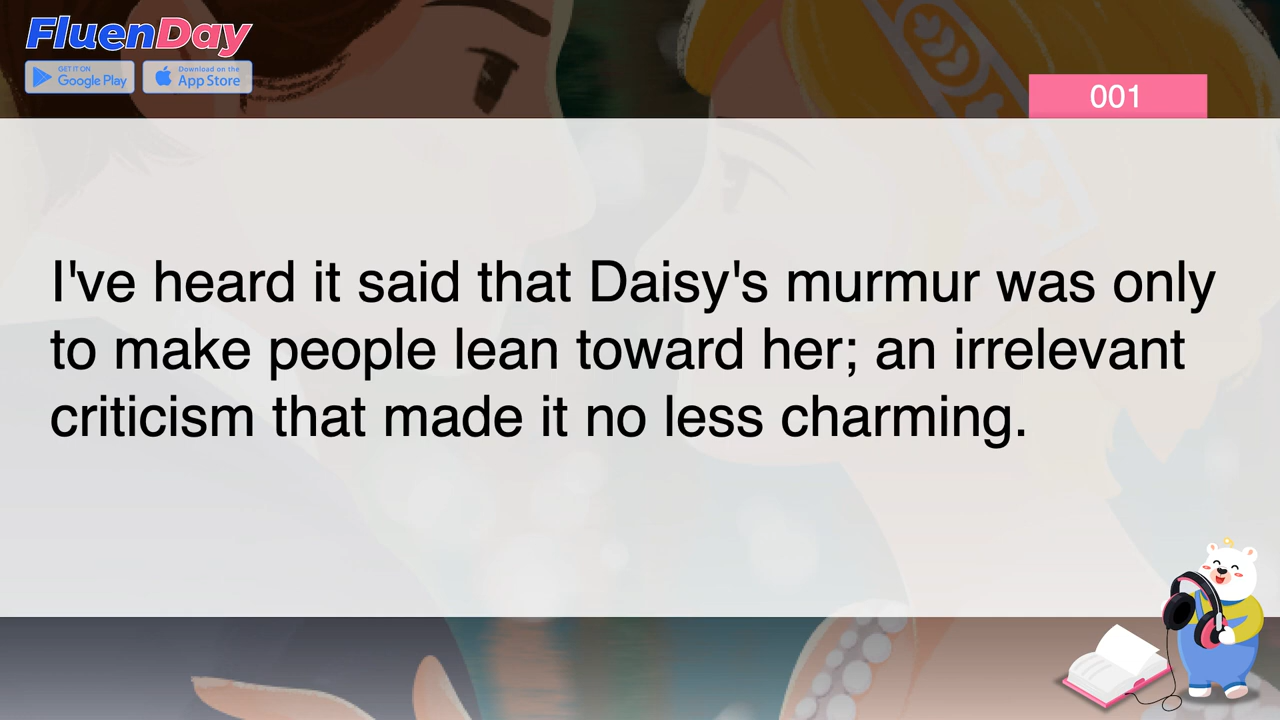 FluenDay
GET IT ON
Google Play
Download on the
App Store
001
I've heard it said that Daisy's murmur was only
to make people lean toward her; an irrelevant
criticism that made it no less charming.